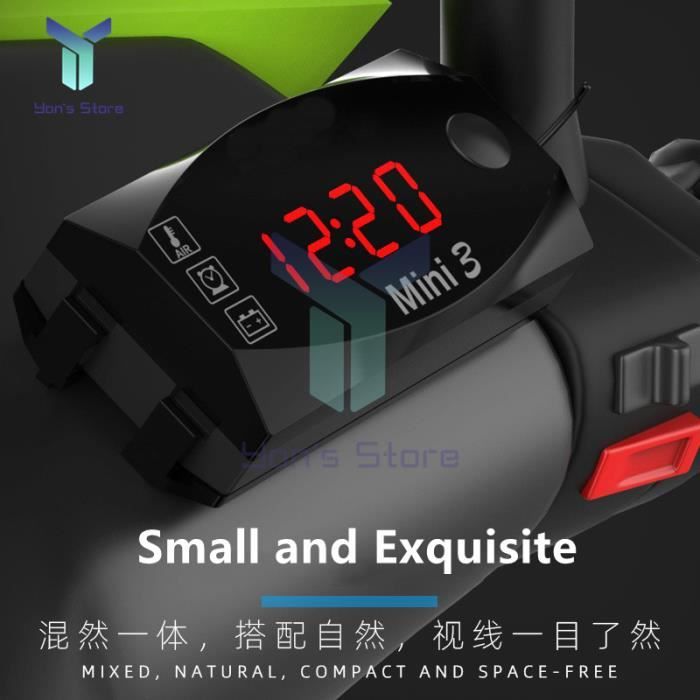 Yon's Store
12:20
AIR
Mini 3
Yon's Store
Small and Exquisite
混然一体，搭配自然，视线一目了然
MIXED, NATURAL, COMPACT AND SPACE-FREE